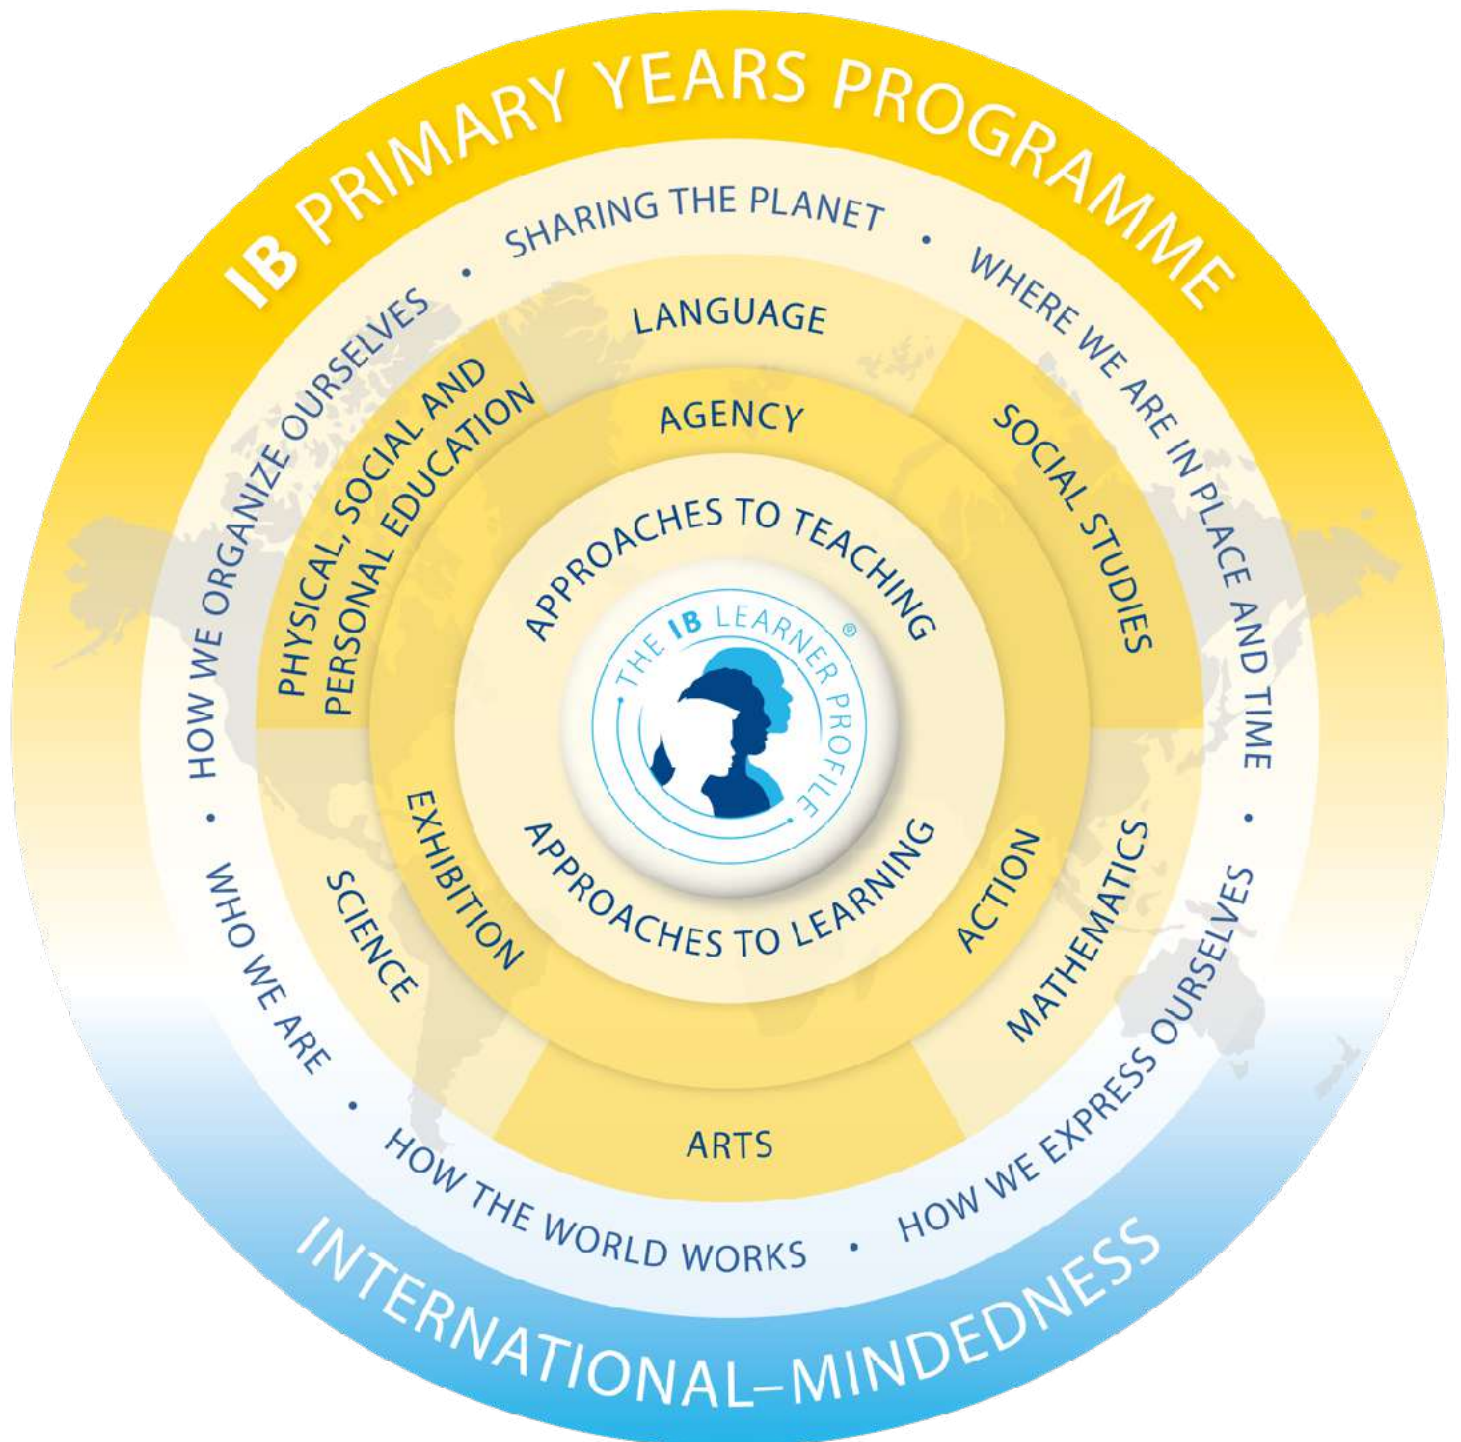 IB PRIMARY YEARS PROGRAMME
SHARING THE PLANET
•
WHERE WE ARE IN PLACE AND TIME
•
HOW WE EXPRESS OURSELVES
•
HOW THE WORLD WORKS
•
WHO WE ARE
•
HOW WE ORGANIZE OURSELVES
•
LANGUAGE
SOCIAL STUDIES
MATHEMATICS
ARTS
SCIENCE
PHYSICAL, SOCIAL AND
PERSONAL EDUCATION
AGENCY
ACTION
EXHIBITION
APPROACHES TO TEACHING
APPROACHES TO LEARNING
THE IB LEARNER PROFILE ®
INTERNATIONAL–MINDEDNESS